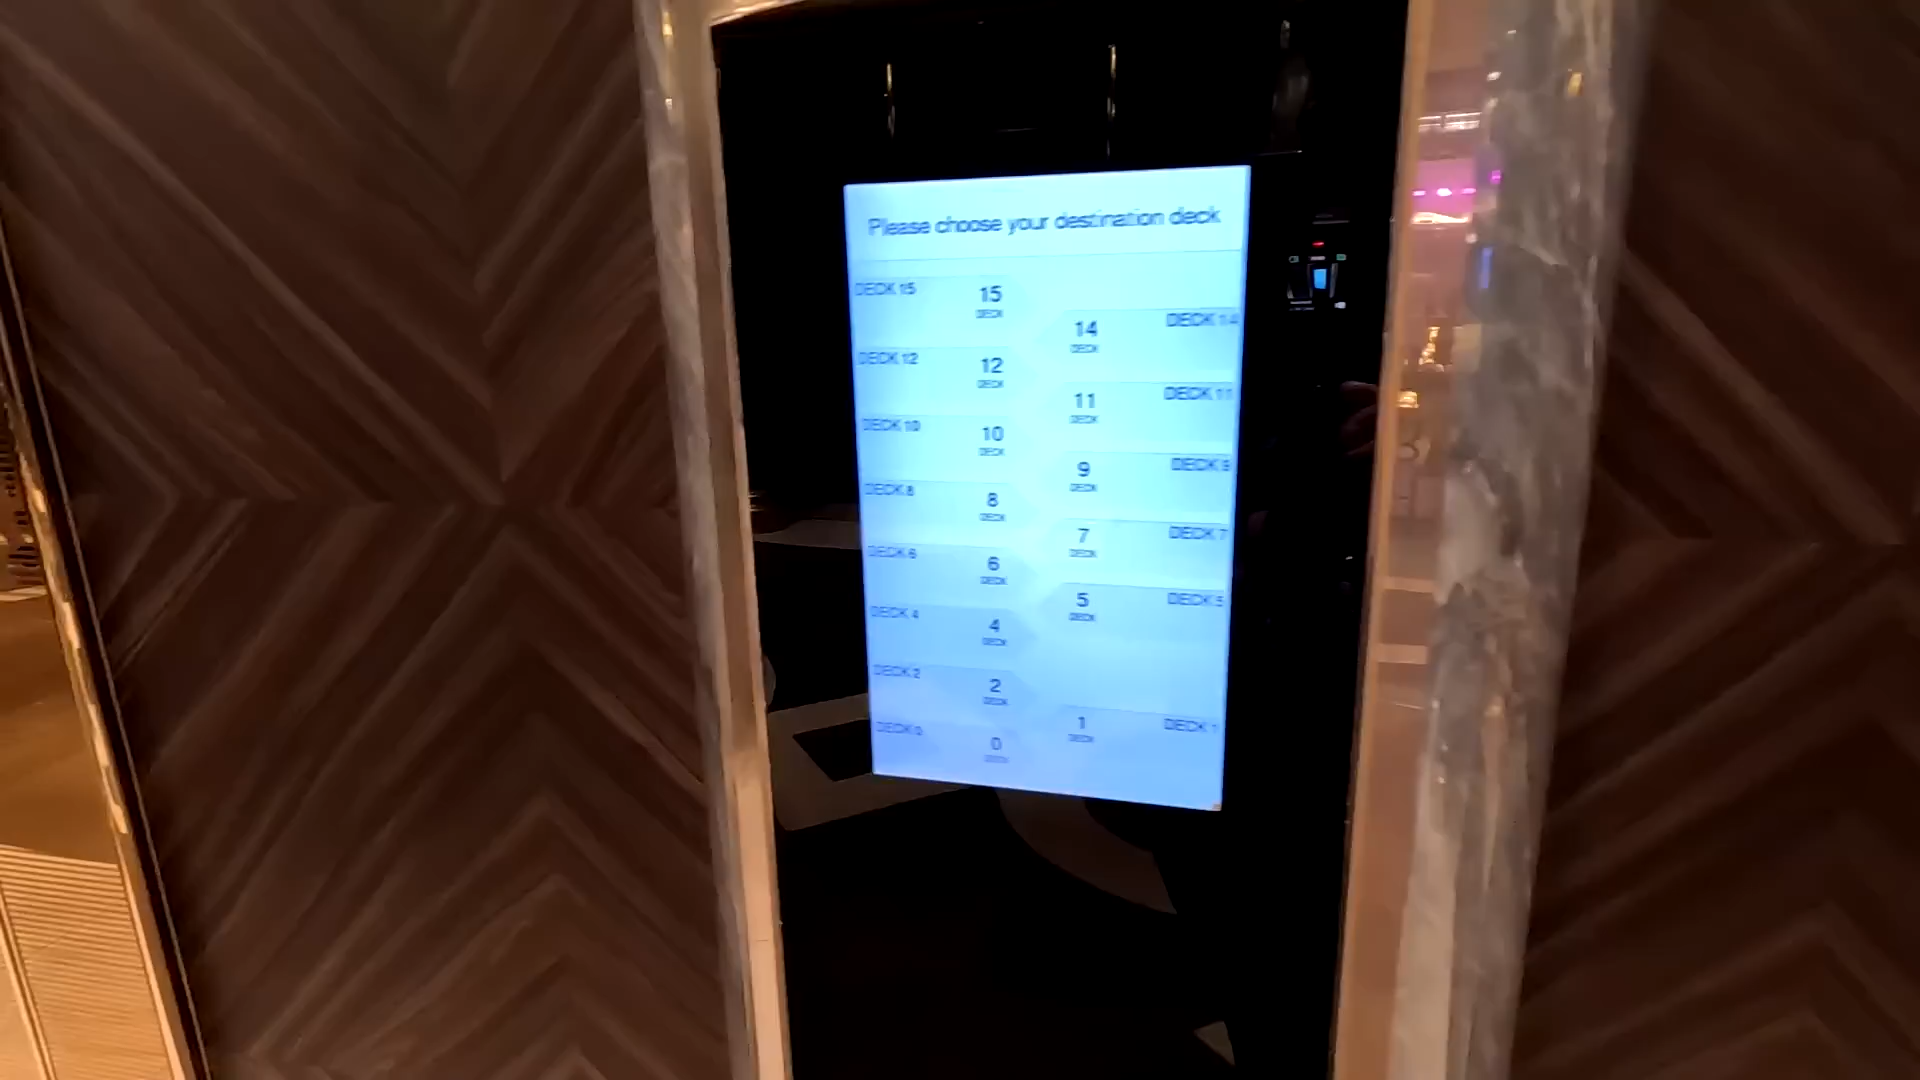 Please choose your destination deck
DECK 15 15 DECK
14 DECK DECK 14
DECK 12 12 DECK
11 DECK DECK 11
DECK 10 10 DECK
9 DECK DECK 9
DECK 8 8 DECK
7 DECK DECK 7
DECK 6 6 DECK
5 DECK DECK 5
DECK 4 4 DECK
DECK 2 2 DECK
1 DECK DECK 1
DECK 0 0 DECK